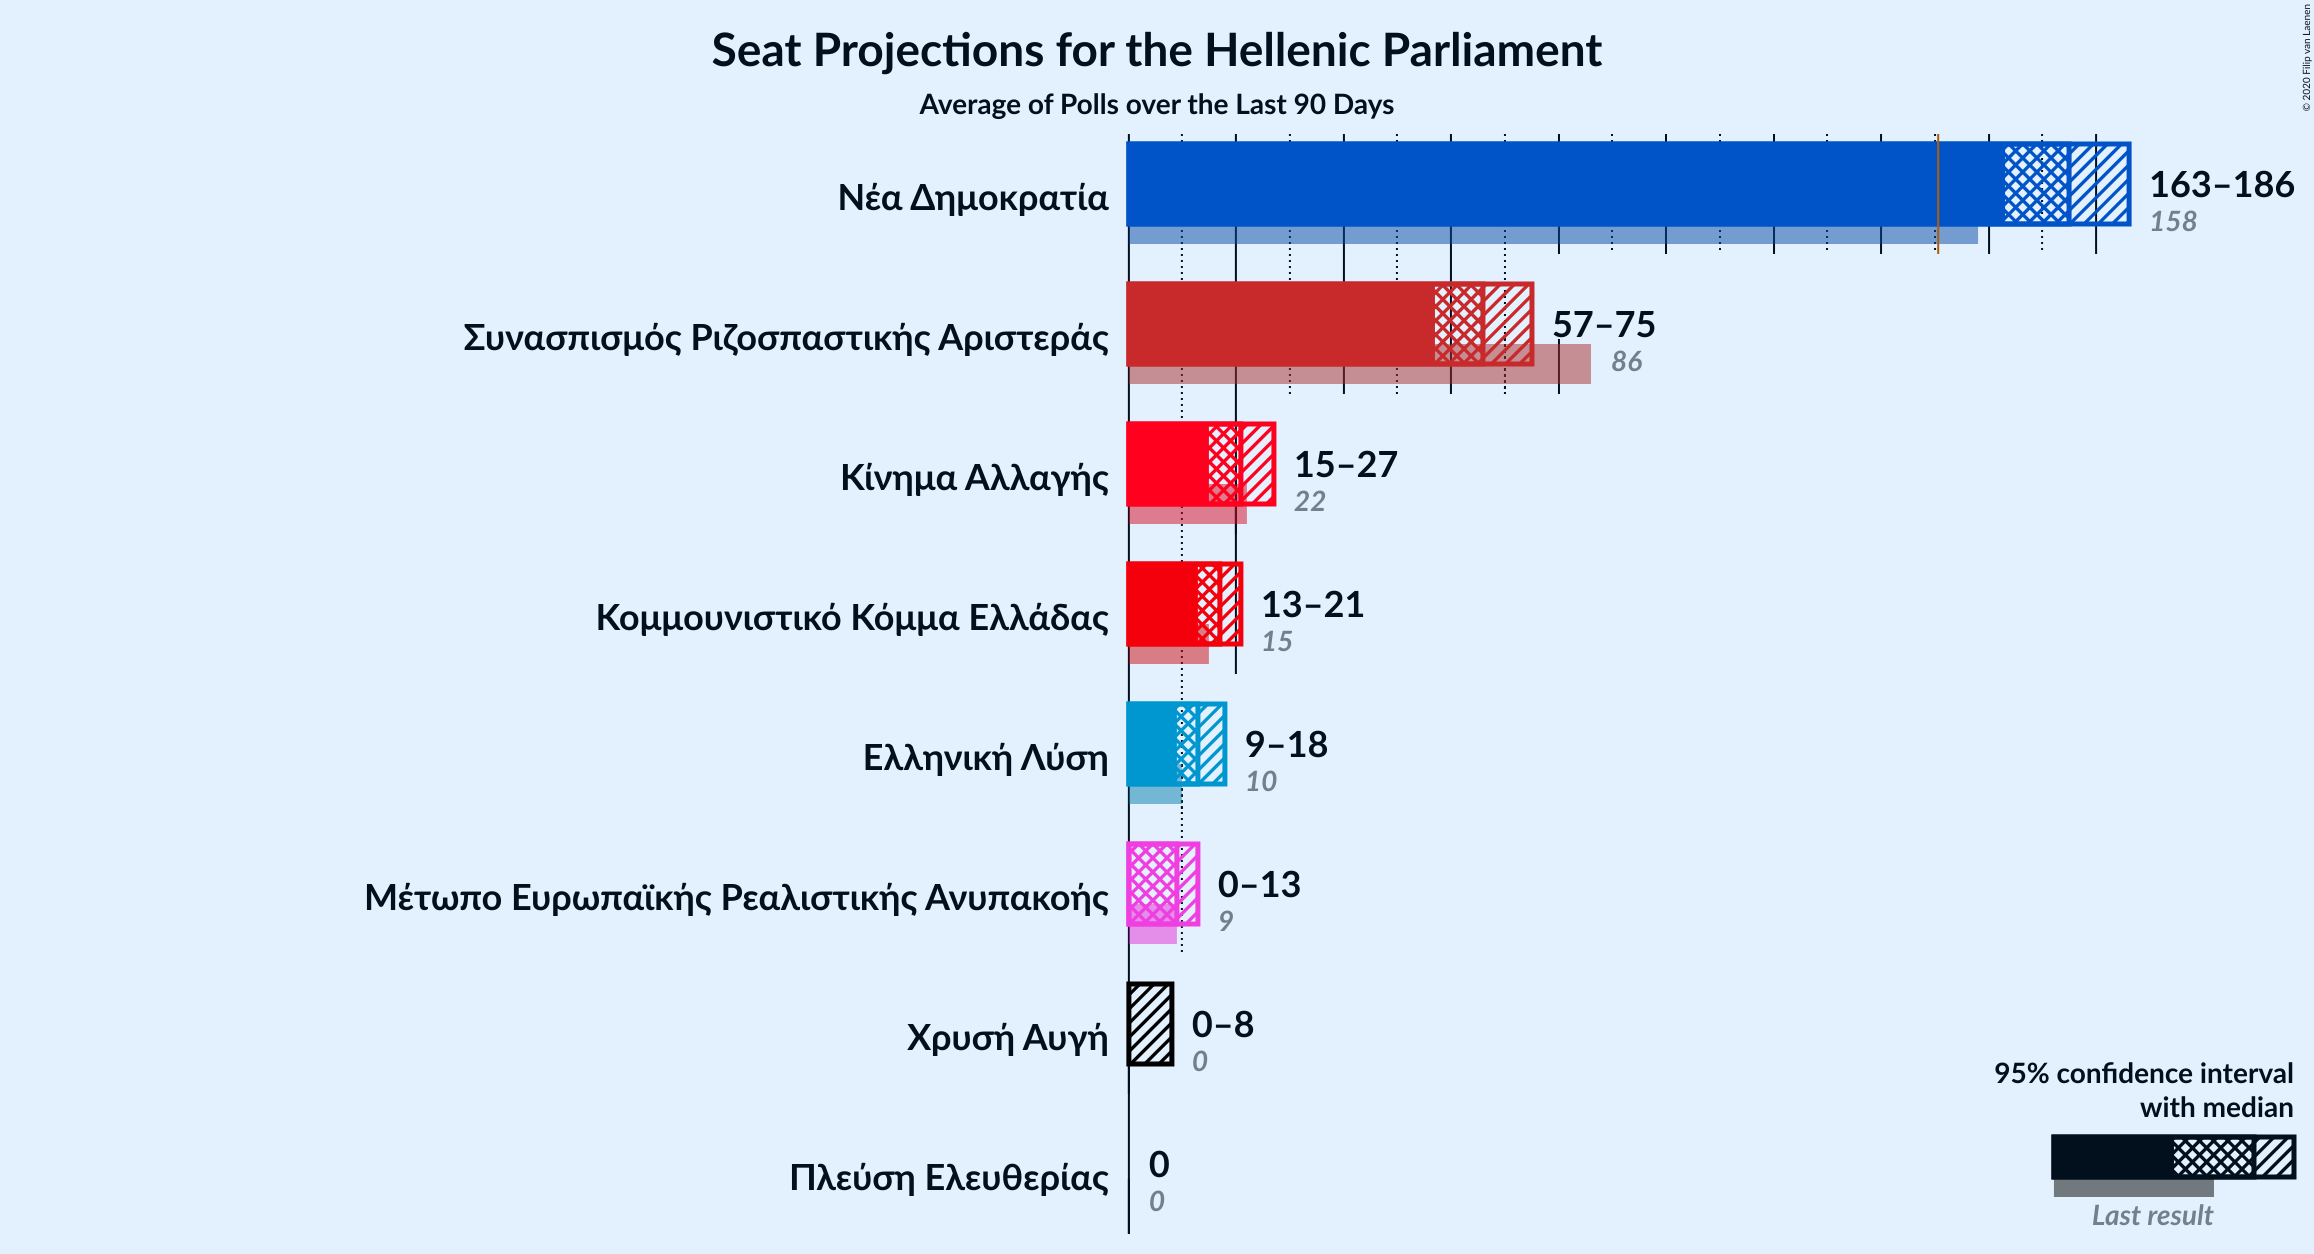 Seat Projections for the Hellenic Parliament
Average of Polls over the Last 90 Days
© 2020 Filip van Laenen
Νέα Δημοκρατία
163–186
158
Συνασπισμός Ριζοσπαστικής Αριστεράς
57–75
86
Κίνημα Αλλαγής
15–27
22
Κομμουνιστικό Κόμμα Ελλάδας
13–21
15
Ελληνική Λύση
9–18
10
Μέτωπο Ευρωπαϊκής Ρεαλιστικής Ανυπακοής
0–13
9
Χρυσή Αυγή
0–8
0
Πλεύση Ελευθερίας
0
0
95% confidence interval
with median
Last result